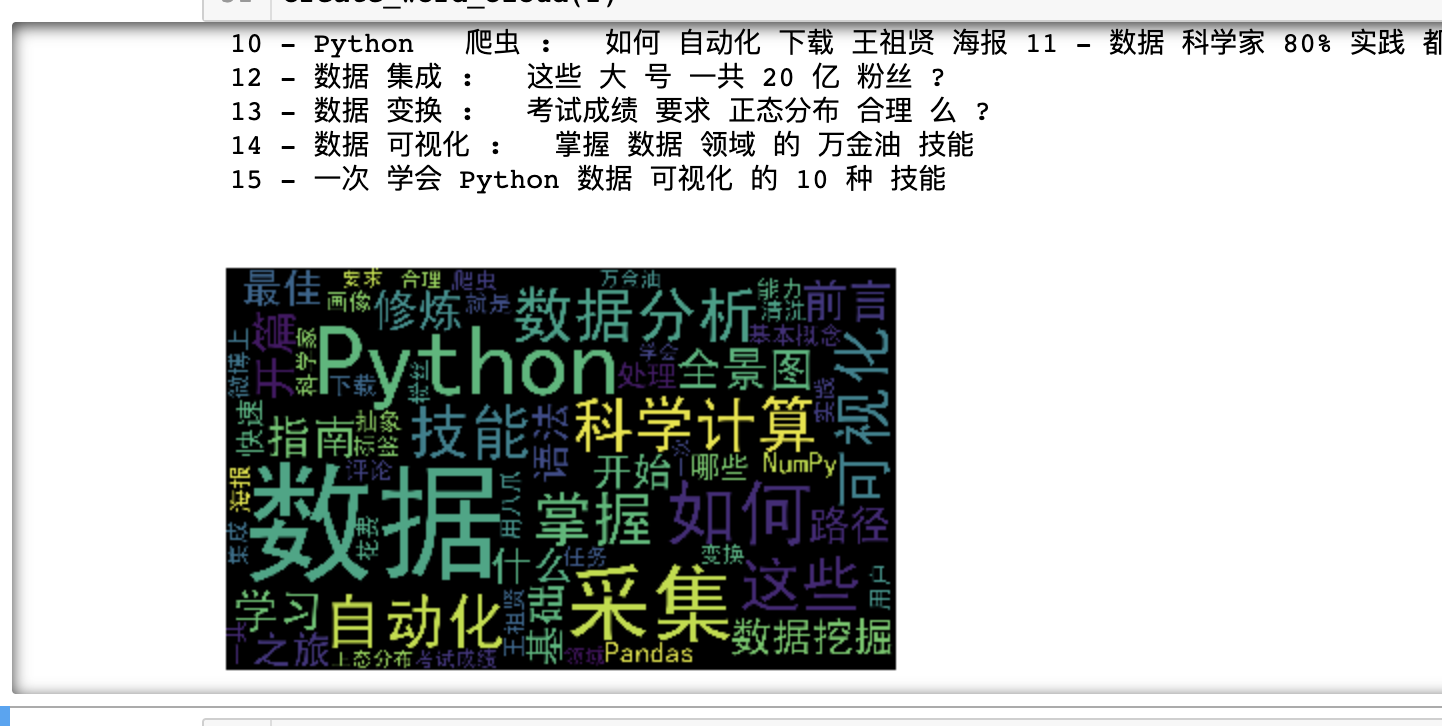 create_word_cloud(f)
10 - Python 爬虫 : 如何 自动化 下载 王祖贤 海报 11 - 数据 科学家 80% 实践 都
12 - 数据 集成 : 这些 大 号 一共 20 亿 粉丝 ?
13 - 数据 变换 : 考试成绩 要求 正态分布 合理 么 ?
14 - 数据 可视化 : 掌握 数据 领域 的 万金油 技能
15 - 一次 学会 Python 数据 可视化 的 10 种 技能
最佳 要求 合理 爬虫 万金油 能力 前言
画像 修炼 就是 数据分析 清洗 基本概念
微博上 开篇 科学家 Python 学会 可视化
下载 粉丝 处理 全景图 实践
快速 指南 技能 语法 科学计算
海报 评论 开始 一次 哪些 NumPy
数据 用八爪 掌握 如何 路径
集成 花费 什么 任务 变换 这些
学习 自动化 王祖贤 基础 采集 数据挖掘
一共 之旅 正态分布 考试成绩 领域 Pandas